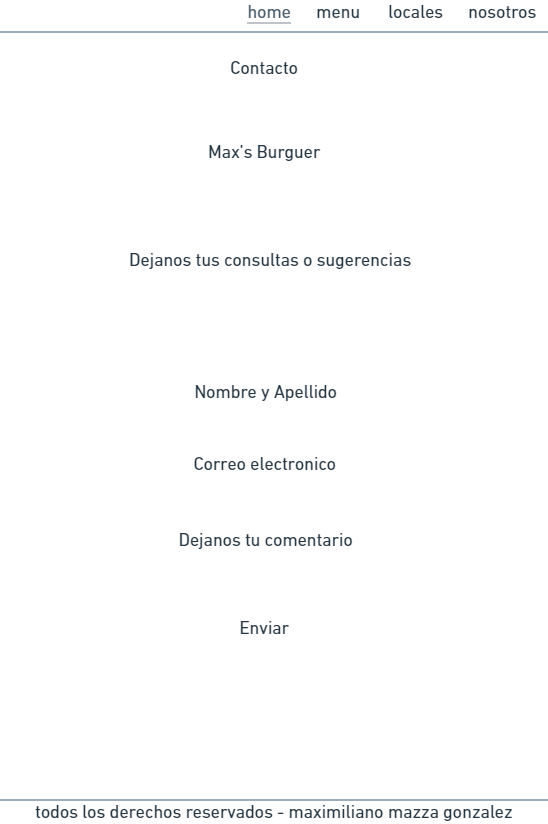 home menu locales nosotros
Contacto
Max's Burguer
Dejanos tus consultas o sugerencias
Nombre y Apellido
Correo electronico
Dejanos tu comentario
Enviar
todos los derechos reservados - maximiliano mazza gonzalez